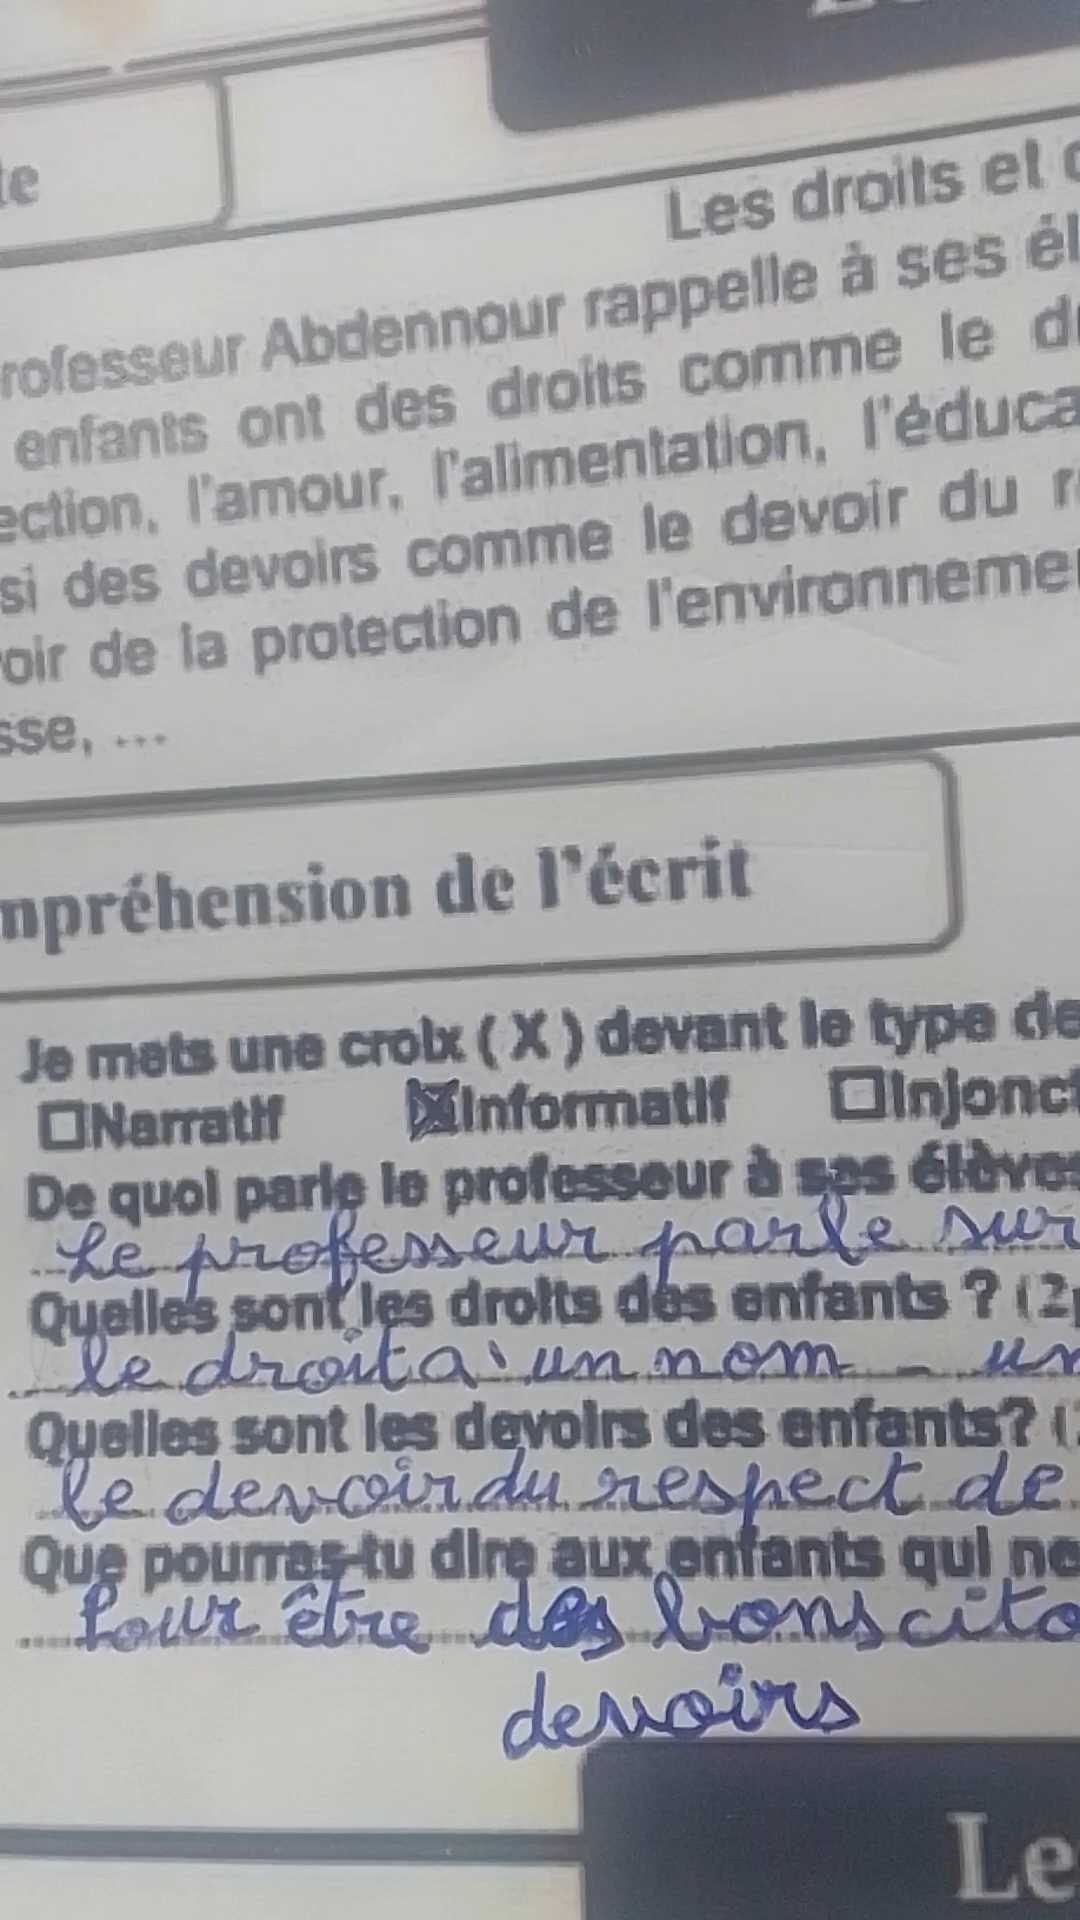 Les droits et
rofesseur Abdennour rappelle à ses él
enfants ont des droits comme le d
ection, l'amour, l'alimentation, l'éduca
si des devoirs comme le devoir du r
oir de la protection de l'environneme
sse, ...
mpréhension de l'écrit
Je mets une croix ( X ) devant le type de
☐Narratif ☒Informatif ☐Injonct
De quoi parle le professeur à ses élèves
Le professeur parle sur
Quelles sont les droits des enfants ? (2
le droit à un nom - un
Quelles sont les devoirs des enfants? (
le devoir du respect de
Que pourras-tu dire aux enfants qui ne
Pour être des bons cito
devoirs
Le